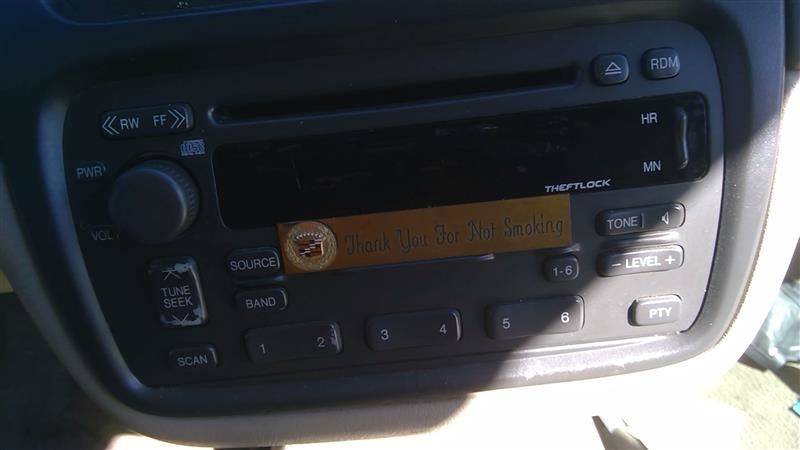 RDM
RW FF
HR
PWR
MN
THEFTLOCK
VOL
Thank You For Not Smoking
TONE
SOURCE
1-6
- LEVEL +
TUNE
SEEK
BAND
1 2
3 4
5 6
PTY
SCAN